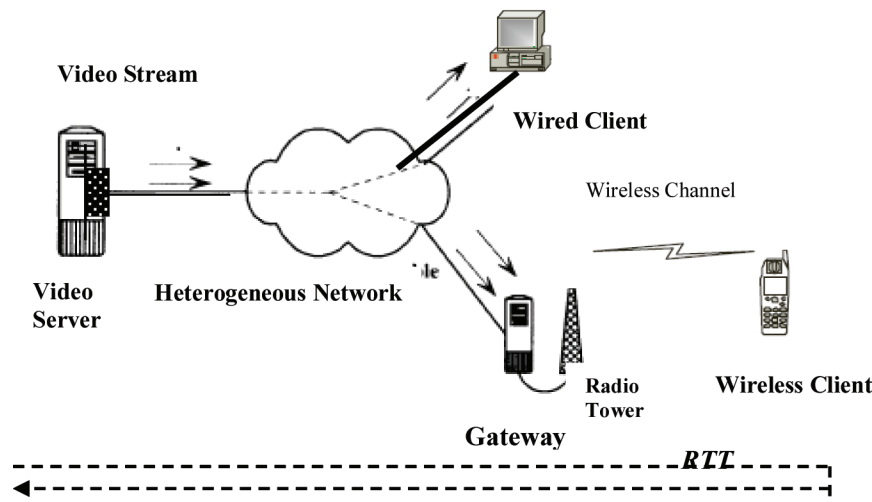 Video Stream
Wired Client
Wireless Channel
Video
Server
Heterogeneous Network
Radio
Tower
Wireless Client
Gateway
RTT